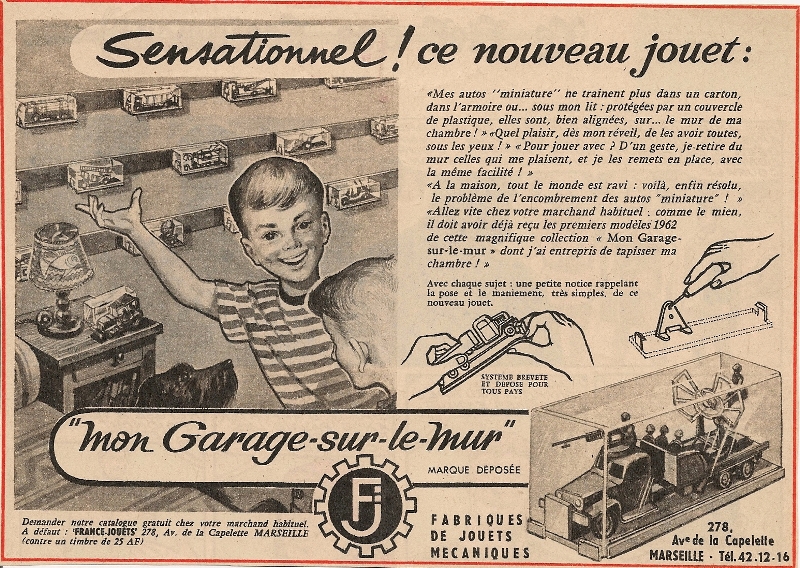 Sensationnel ! ce nouveau jouet :
«Mes autos "miniature" ne trainent plus dans un carton,
dans l'armoire ou... sous mon lit : protégées par un couvercle
de plastique, elles sont, bien alignées, sur... le mur de ma
chambre ! » «Quel plaisir, dès mon réveil, de les avoir toutes,
sous les yeux ! » « Pour jouer avec ? D'un geste, je retire du
mur celles qui me plaisent, et je les remets en place, avec
la même facilité ! »
«A la maison, tout le monde est ravi : voilà, enfin résolu,
le problème de l'encombrement des autos "miniature" ! »
«Allez vite chez votre marchand habituel : comme le mien,
il doit avoir déjà reçu les premiers modèles 1962
de cette magnifique collection « Mon Garage-
sur-le-mur » dont j'ai entrepris de tapisser ma
chambre ! »
Avec chaque sujet : une petite notice rappelant
la pose et le maniement, très simples, de ce
nouveau jouet.
SYSTEME BREVETE
ET DEPOSE POUR
TOUS PAYS
"mon Garage-sur-le-mur"
MARQUE DEPOSÉE
FJ
Demander notre catalogue gratuit chez votre marchand habituel.
A défaut : "FRANCE-JOUETS" 278, Av. de la Capelette MARSEILLE
(contre un timbre de 25 AF)
FABRIQUES
DE JOUETS
MECANIQUES
278,
Ave de la Capelette
MARSEILLE - Tél. 42.12-16